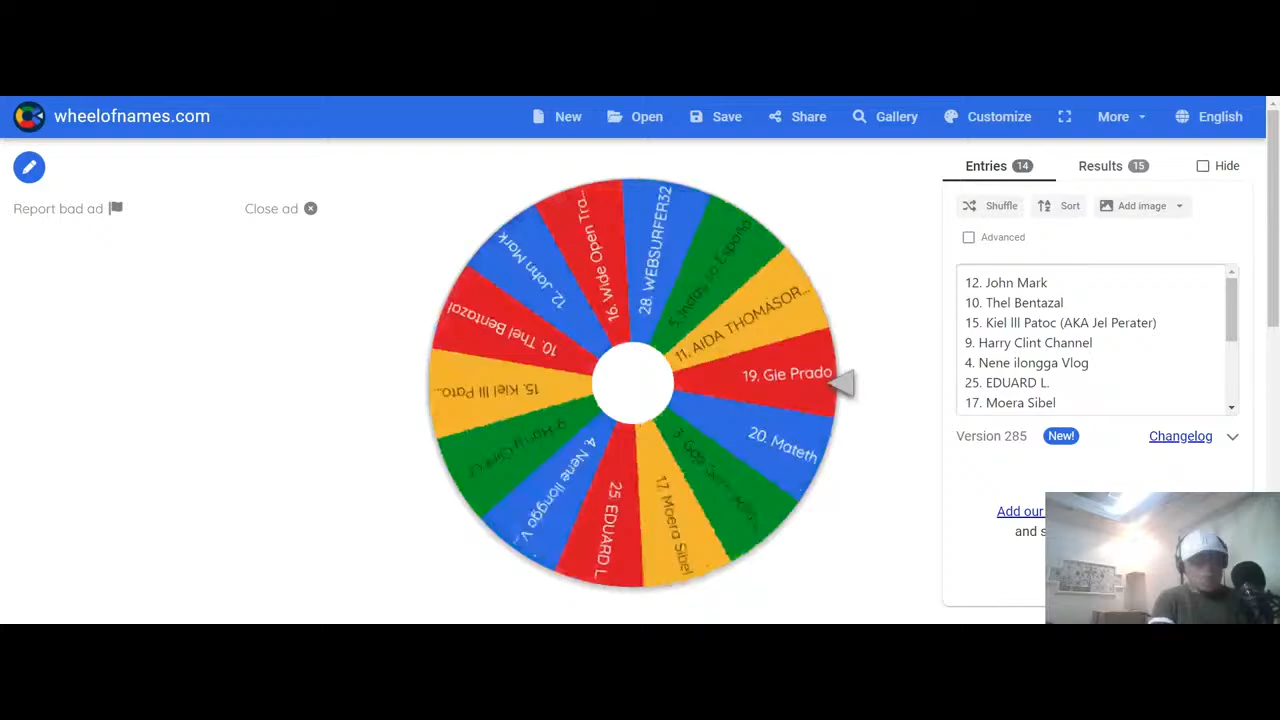 wheelofnames.com
New
Open
Save
Share
Gallery
Customize
More
English
Report bad ad
Close ad
Entries 14
Results 15
Hide
Shuffle
Sort
Add image
Advanced
12. John Mark
10. Thel Bentazal
15. Kiel lll Patoc (AKA Jel Perater)
9. Harry Clint Channel
4. Nene ilongga Vlog
25. EDUARD L.
17. Moera Sibel
Version 285 New! Changelog
Add our
and s
16. Wide Open Tra...
28. WEBSURFER32
11. AIDA THOMASOR...
19. Gie Prado
20. Mateth
17. Moera Sibel
25. EDUARD L.
4. Nene ilongga V...
15. Kiel lll Pato...
10. Thel Bentazal
12. John Mark